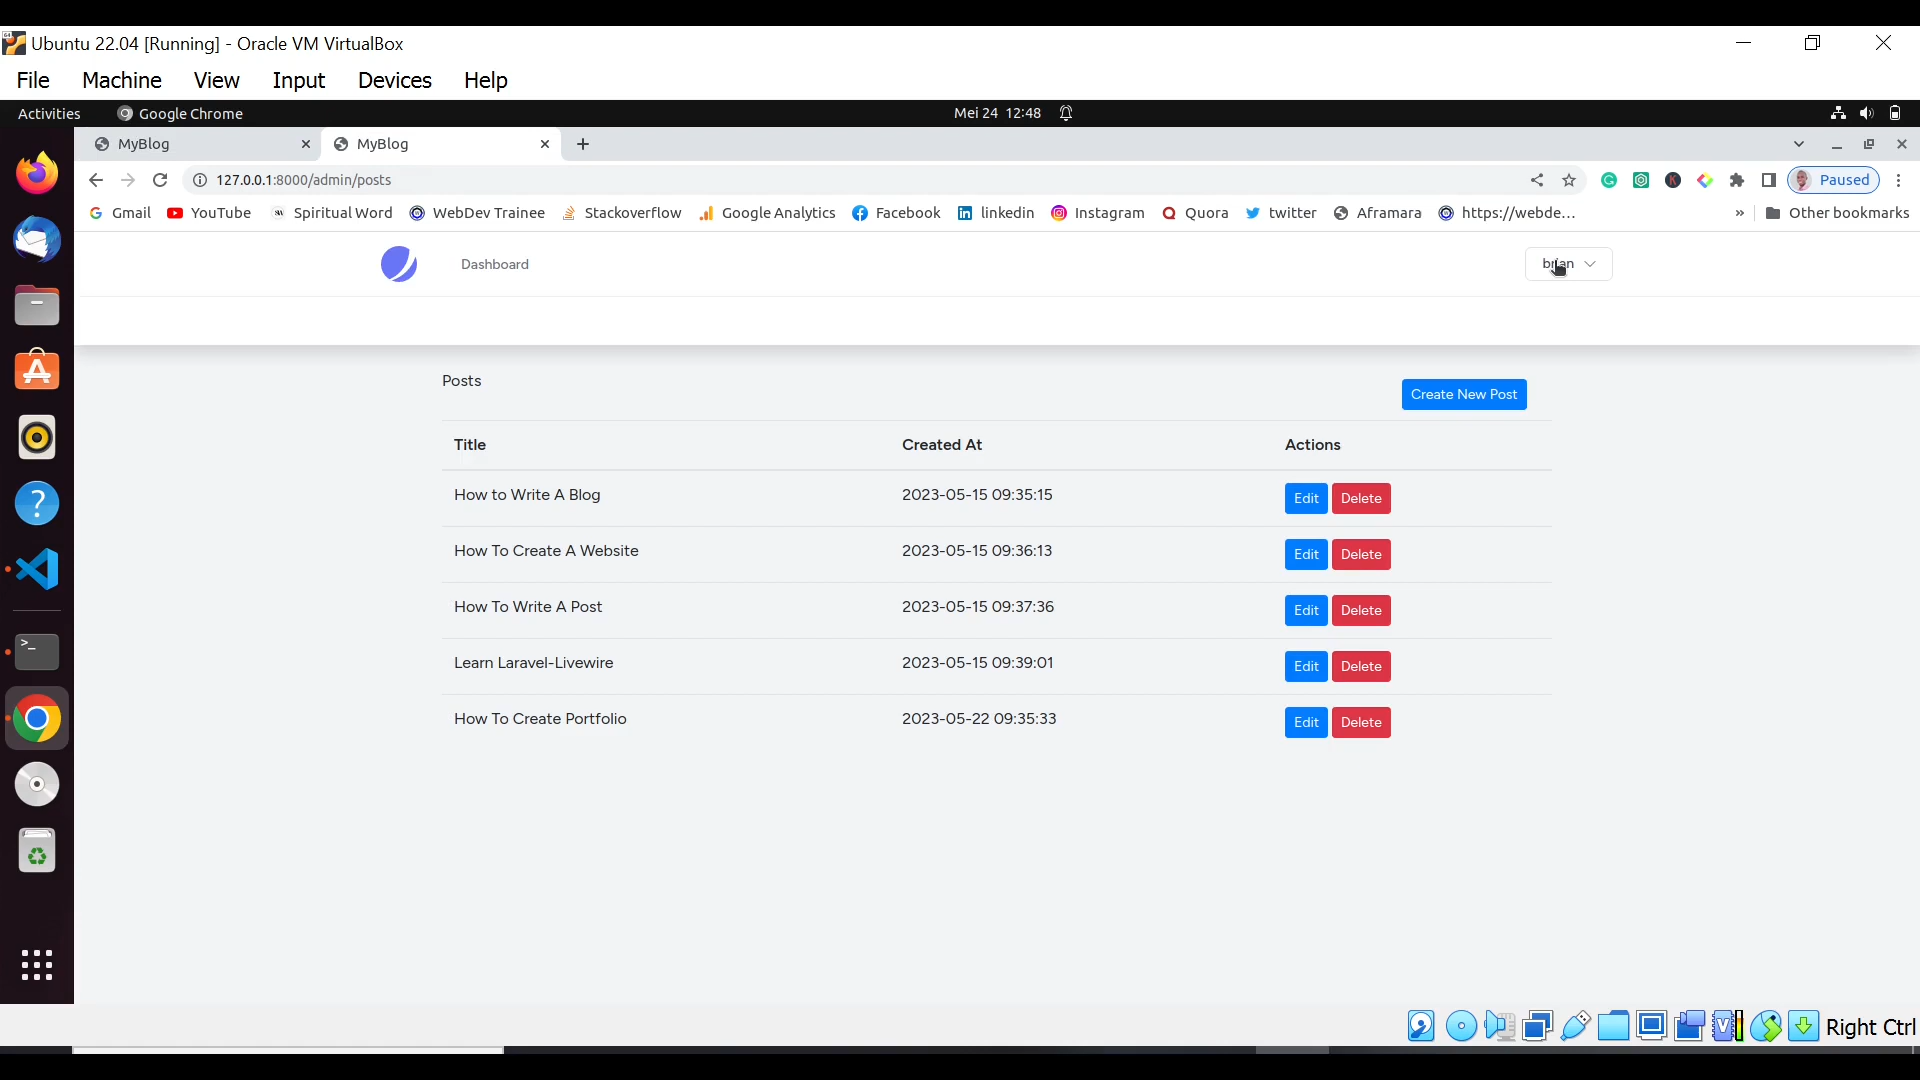 Ubuntu 22.04 [Running] - Oracle VM VirtualBox
File Machine View Input Devices Help
Activities Google Chrome Mei 24 12:48
MyBlog MyBlog
127.0.0.1:8000/admin/posts Paused
Gmail YouTube Spiritual Word WebDev Trainee Stackoverflow Google Analytics Facebook linkedin Instagram Quora twitter Aframara https://webde... » Other bookmarks
Dashboard brian
Posts
Create New Post
Title Created At Actions
How to Write A Blog 2023-05-15 09:35:15 Edit Delete
How To Create A Website 2023-05-15 09:36:13 Edit Delete
How To Write A Post 2023-05-15 09:37:36 Edit Delete
Learn Laravel-Livewire 2023-05-15 09:39:01 Edit Delete
How To Create Portfolio 2023-05-22 09:35:33 Edit Delete
Right Ctrl